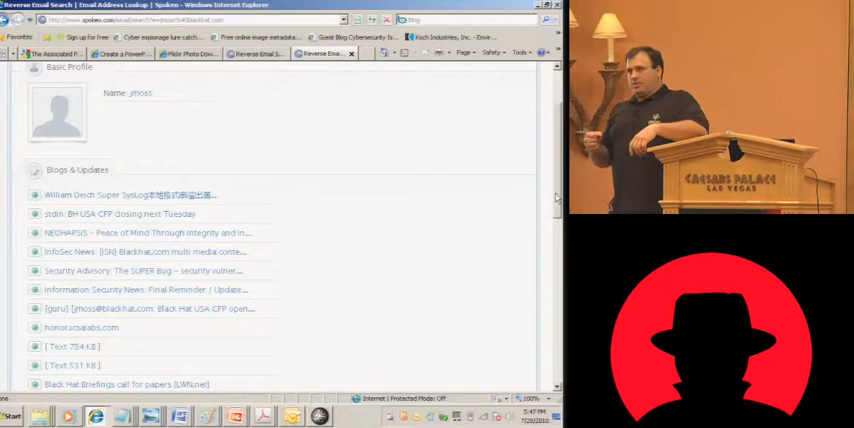 Reverse Email Search | Email Address Lookup | Spokeo - Windows Internet Explorer
Bing
Favorites
Sign up for free
Cyber espionage lure catch...
Free online image metadata...
Guest Blog Cybersecurity Is...
Koch Industries, Inc. - Envir...
The Associated P...
Create a PowerP...
Flickr Photo Dow...
Reverse Email S...
Reverse Ema...
Page
Safety
Tools
Basic Profile
Name: jmoss
Blogs & Updates
William Deich Super SysLog本地格式串溢出漏...
stdin: BH USA CFP closing next Tuesday
NEOHAPSIS - Peace of Mind Through Integrity and In...
InfoSec News: [ISN] Blackhat.com multi media conte...
Security Advisory: The SUPER Bug - security vulner...
Information Security News: Final Reminder / Update...
[guru] [jmoss@blackhat.com: Black Hat USA CFP open...
honor.icsalabs.com
[ Text 734 KB ]
[ Text 53.1 KB ]
Black Hat Briefings call for papers [LWN.net]
Internet | Protected Mode: Off
100%
Start
5:47 PM
7/28/2010
CAESARS PALACE
LAS VEGAS